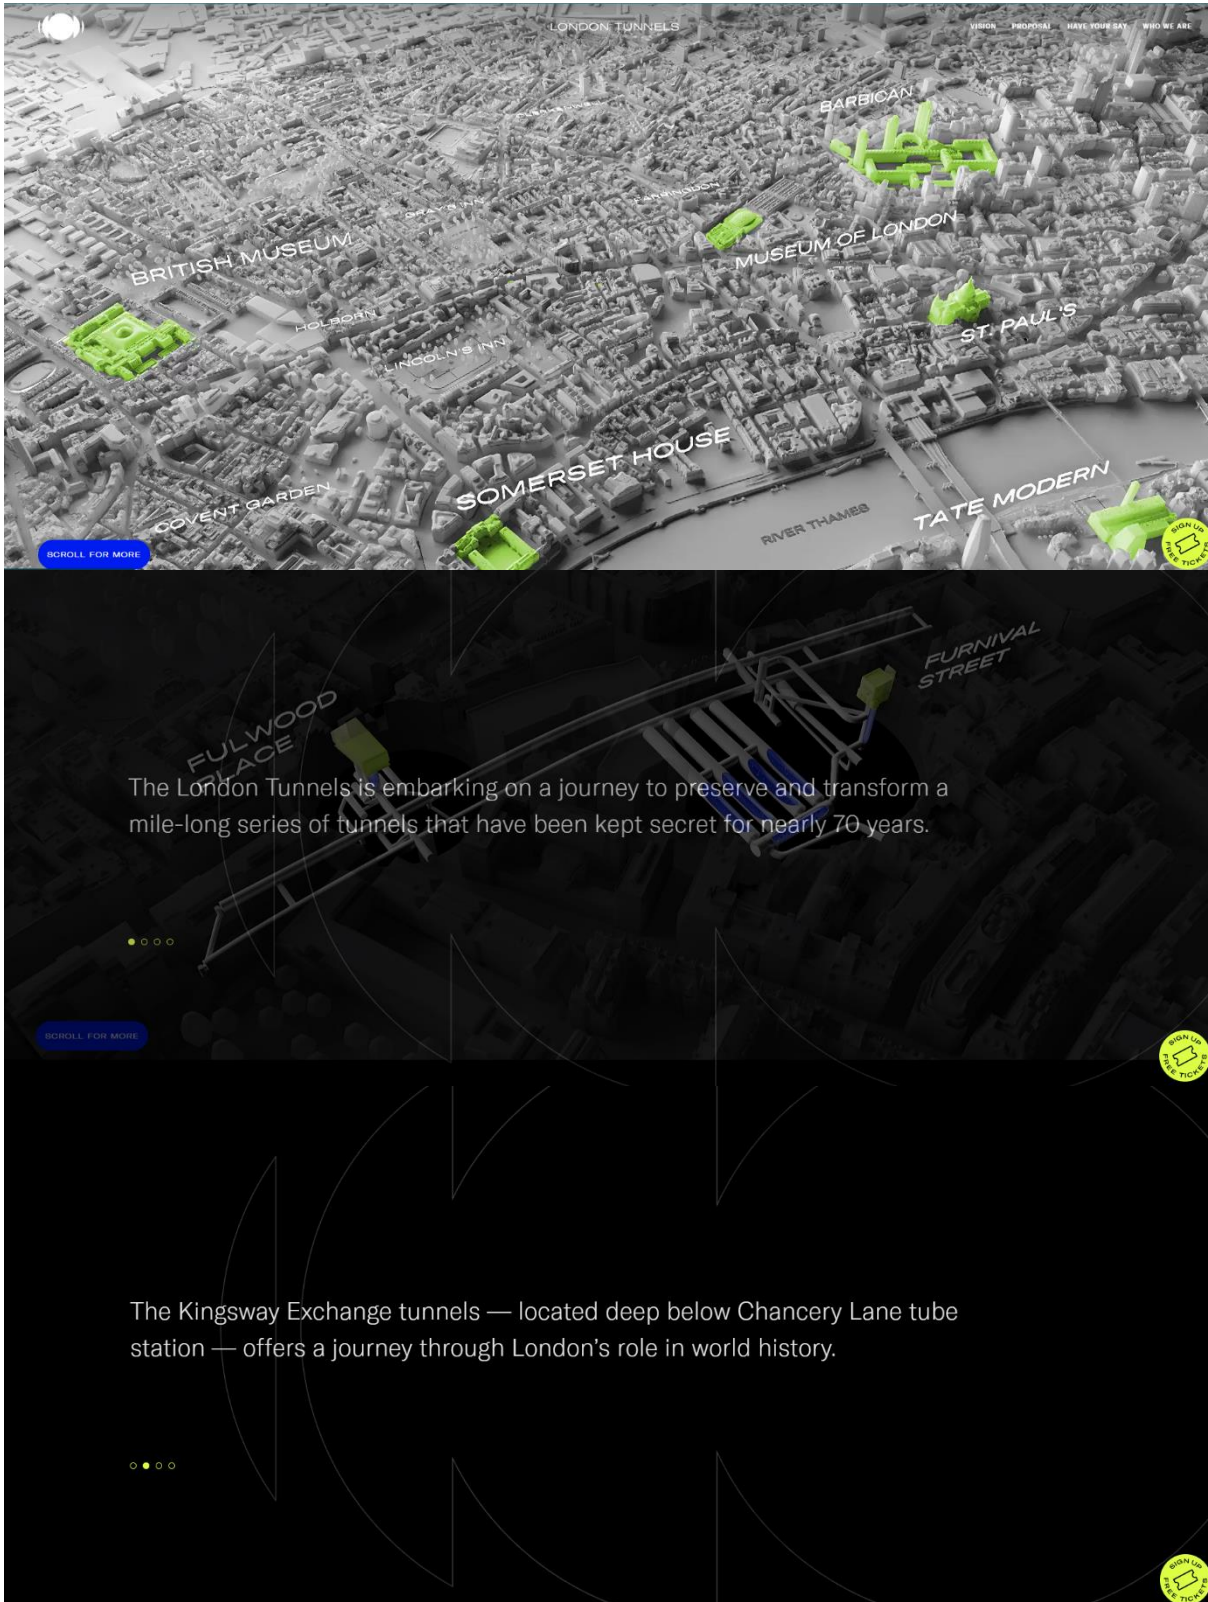 LONDON TUNNELS
VISION PROPOSAL HAVE YOUR SAY WHO WE ARE
BARBICAN
FARRINGDON
GRAY'S INN
MUSEUM OF LONDON
BRITISH MUSEUM
HOLBORN
ST. PAUL'S
LINCOLN'S INN
SOMERSET HOUSE
TATE MODERN
COVENT GARDEN
RIVER THAMES
SCROLL FOR MORE
SIGN UP
FREE TICKETS
FURNIVAL
STREET
FULWOOD
PLACE
The London Tunnels is embarking on a journey to preserve and transform a
mile-long series of tunnels that have been kept secret for nearly 70 years.
SCROLL FOR MORE
SIGN UP
FREE TICKETS
The Kingsway Exchange tunnels — located deep below Chancery Lane tube
station — offers a journey through London’s role in world history.
SIGN UP
FREE TICKETS